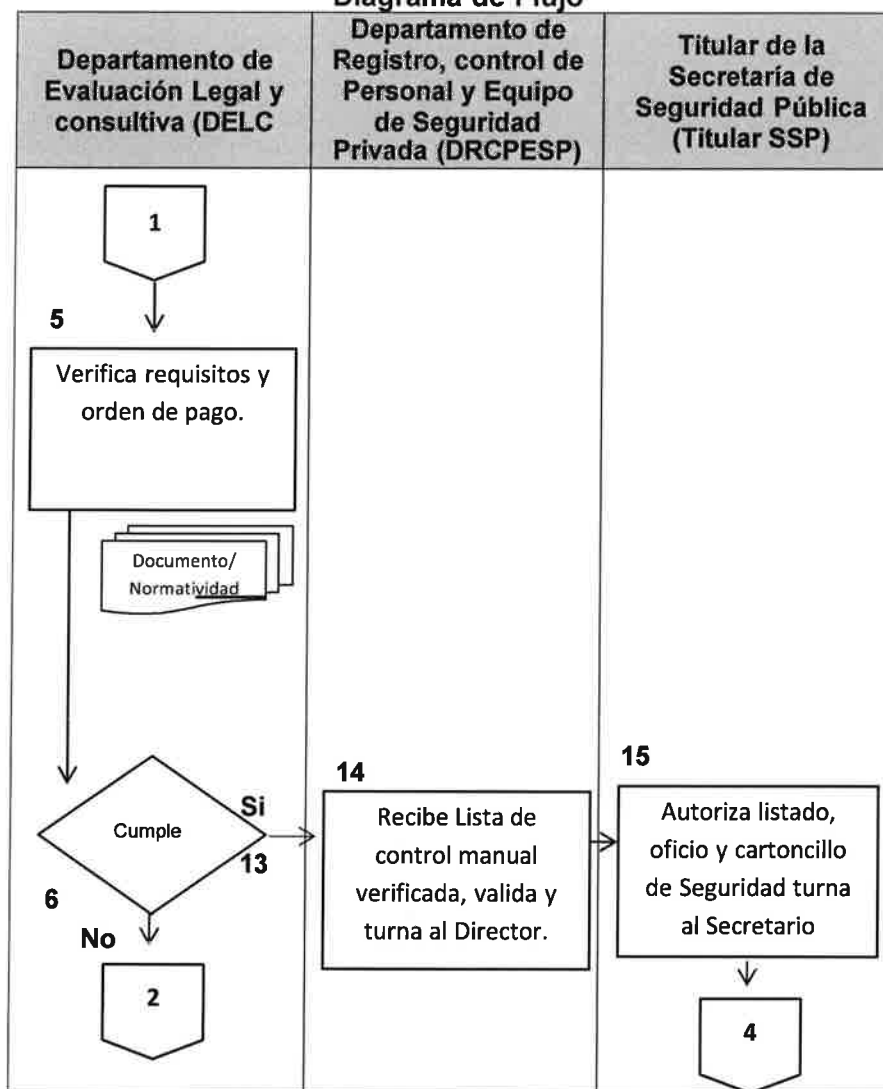 Diagrama de Flujo
Departamento de
Evaluación Legal y
consultiva (DELC
Departamento de
Registro, control de
Personal y Equipo
de Seguridad
Privada (DRCPESP)
Titular de la
Secretaría de
Seguridad Pública
(Titular SSP)
1
5
Verifica requisitos y
orden de pago.
Documento/
Normatividad
Cumple
Si
13
6
No
2
14
Recibe Lista de
control manual
verificada, valida y
turna al Director.
15
Autoriza listado,
oficio y cartoncillo
de Seguridad turna
al Secretario
4